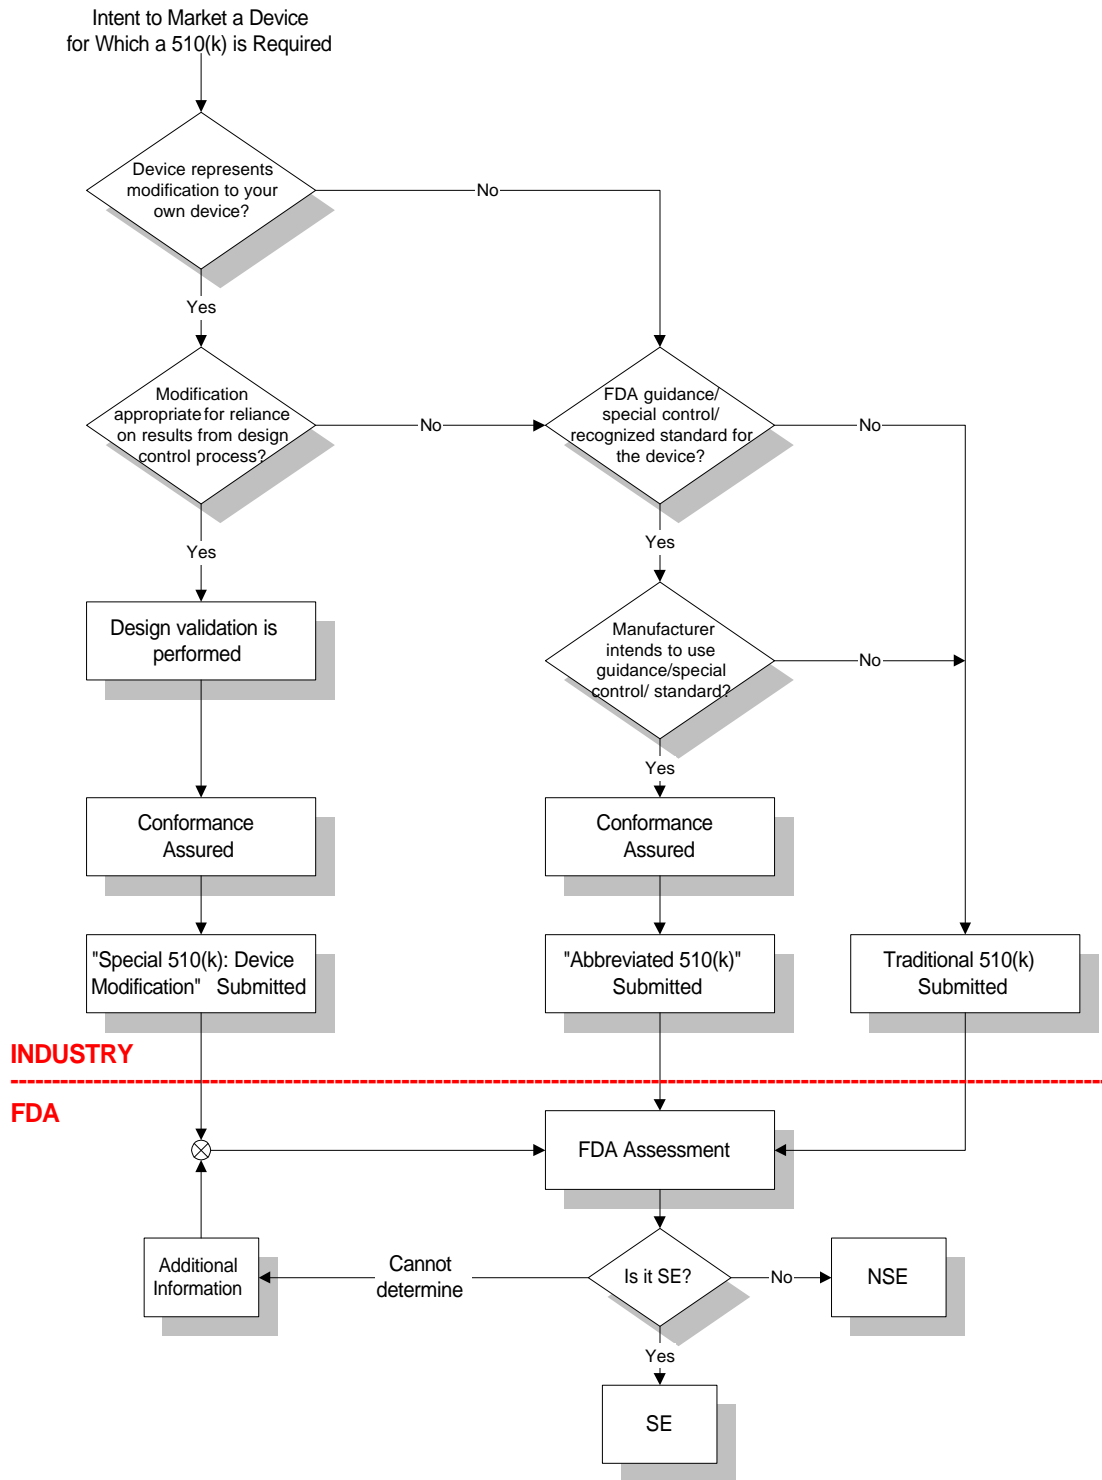 Intent to Market a Device
for Which a 510(k) is Required
Device represents
modification to your
own device?
No
Yes
Modification
appropriate for reliance
on results from design
control process?
No
FDA guidance/
special control/
recognized standard for
the device?
No
Yes
Yes
Design validation is
performed
Manufacturer
intends to use
guidance/special
control/ standard?
No
Yes
Conformance
Assured
Conformance
Assured
"Special 510(k): Device
Modification" Submitted
"Abbreviated 510(k)"
Submitted
Traditional 510(k)
Submitted
INDUSTRY
FDA
FDA Assessment
Additional
Information
Cannot
determine
Is it SE?
No
NSE
Yes
SE